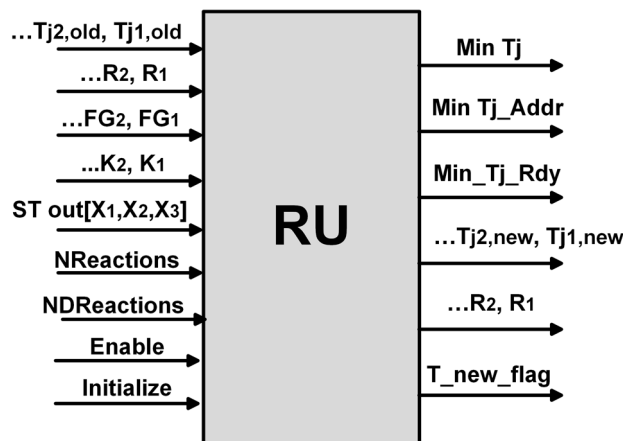 ...Tj2,old, Tj1,old
...R2, R1
...FG2, FG1
...K2, K1
ST out[X1,X2,X3]
NReactions
NDReactions
Enable
Initialize
RU
Min Tj
Min Tj_Addr
Min_Tj_Rdy
...Tj2,new, Tj1,new
...R2, R1
T_new_flag